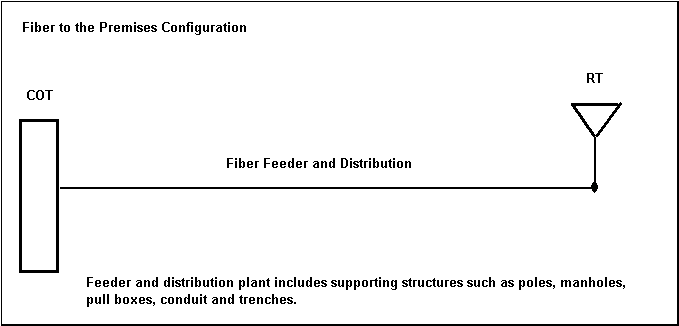 Fiber to the Premises Configuration
RT
COT
Fiber Feeder and Distribution
Feeder and distribution plant includes supporting structures such as poles, manholes,
pull boxes, conduit and trenches.